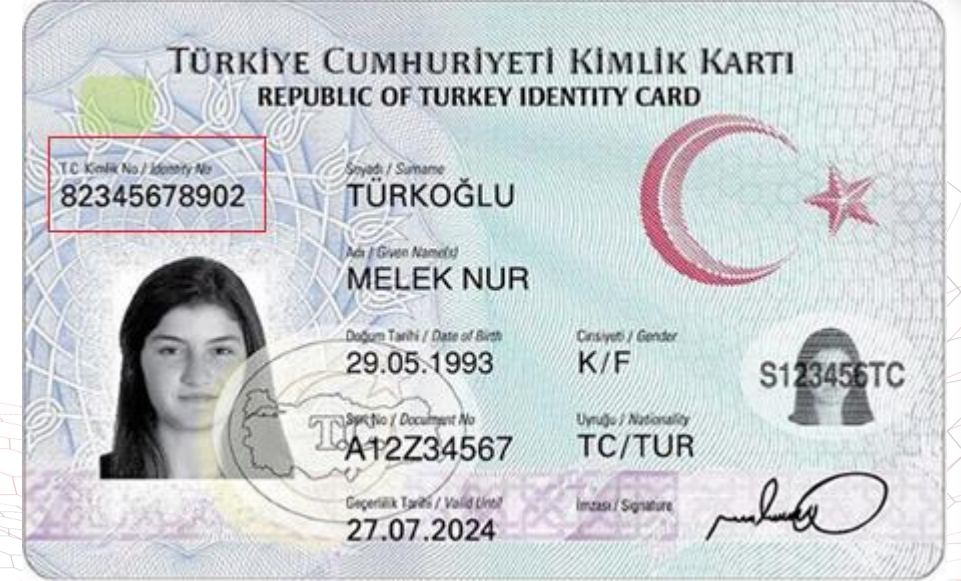 TÜRKİYE CUMHURİYETİ KİMLİK KARTI
REPUBLIC OF TURKEY IDENTITY CARD
T.C. Kimlik No / Identity No
82345678902
Soyadı / Surname
TÜRKOĞLU
Adı / Given Name(s)
MELEK NUR
Doğum Tarihi / Date of Birth
29.05.1993
Cinsiyeti / Gender
K/F
S123456TC
Seri No / Document No
A12Z34567
Uyruğu / Nationality
TC/TUR
T.C.
Geçerlilik Tarihi / Valid Until
27.07.2024
İmzası / Signature